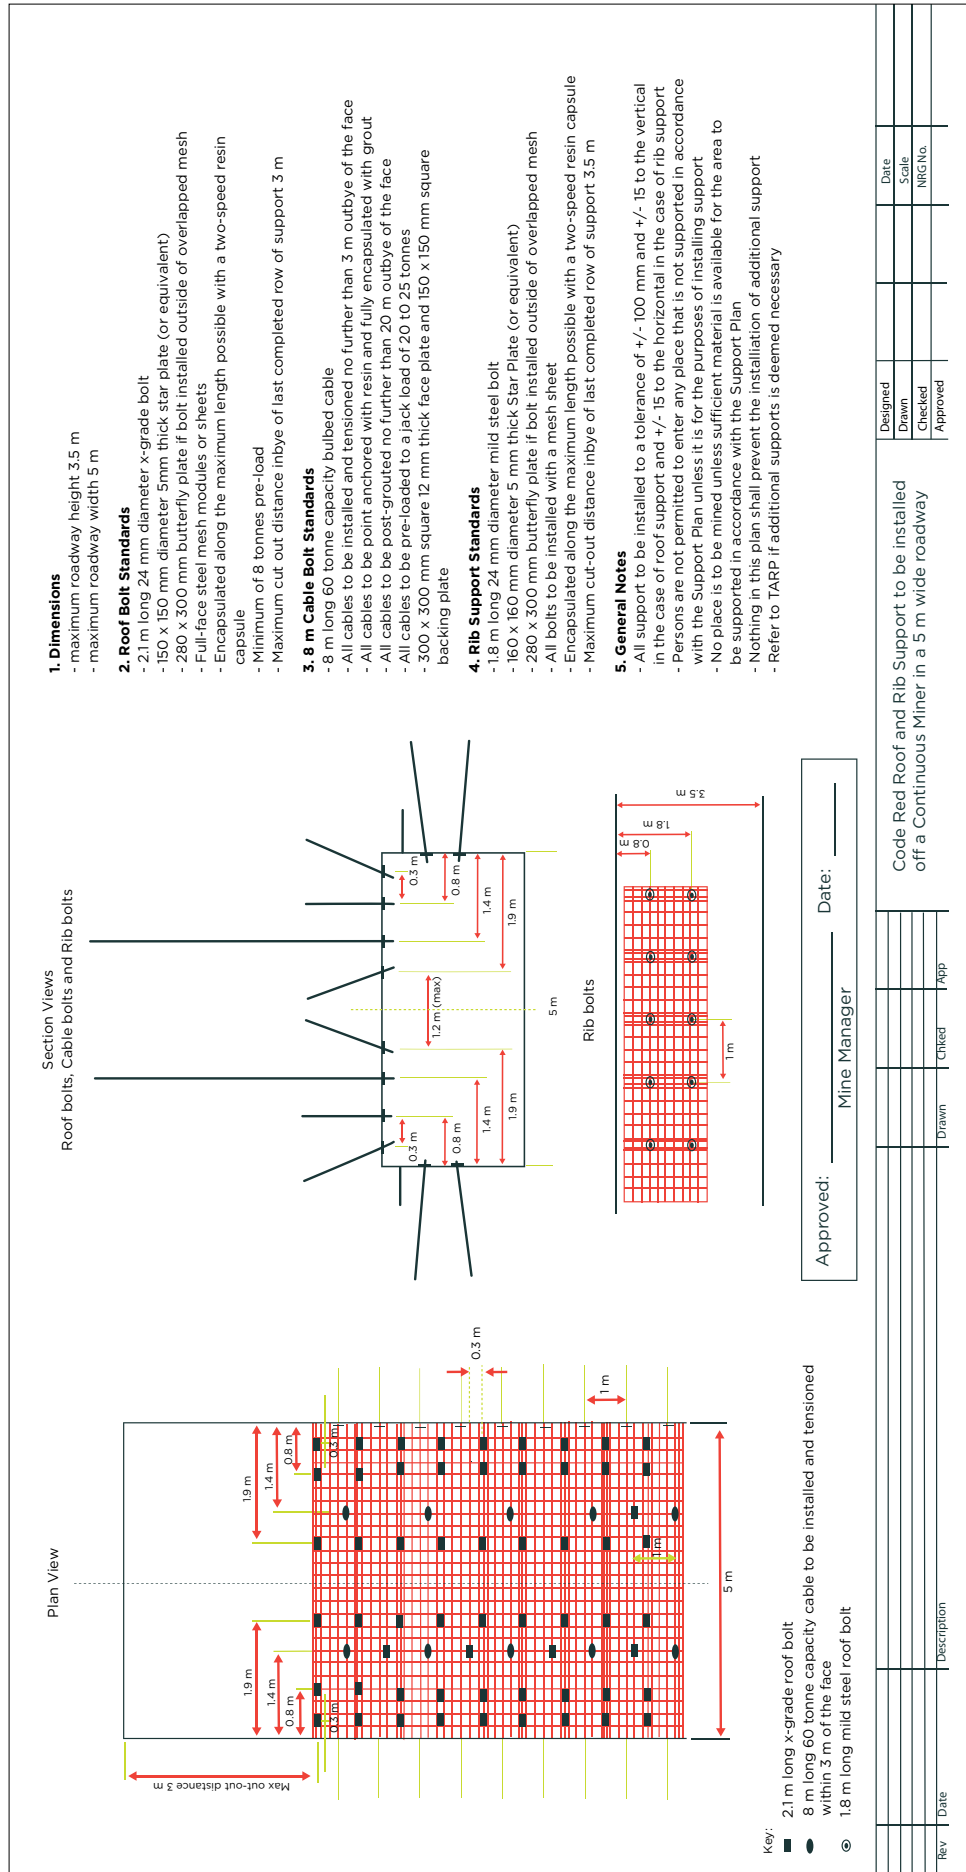 Plan View
1.9 m
1.4 m
0.8 m
0.3 m
1.9 m
1.4 m
0.8 m
0.3 m
Max out-out distance 3 m
0.3 m
1 m
1 m
5 m
Key:
2.1 m long x-grade roof bolt
8 m long 60 tonne capacity cable to be installed and tensioned
within 3 m of the face
1.8 m long mild steel roof bolt
Section Views
Roof bolts, Cable bolts and Rib bolts
0.3 m
0.8 m
1.4 m
1.9 m
1.2 m (max)
0.3 m
0.8 m
1.4 m
1.9 m
5 m
Rib bolts
1 m
0.8 m
1.8 m
3.5 m
Approved:
Date:
Mine Manager
1. Dimensions
- maximum roadway height 3.5 m
- maximum roadway width 5 m
2. Roof Bolt Standards
- 2.1 m long 24 mm diameter x-grade bolt
- 150 x 150 mm diameter 5mm thick star plate (or equivalent)
- 280 x 300 mm butterfly plate if bolt installed outside of overlapped mesh
- Full-face steel mesh modules or sheets
- Encapsulated along the maximum length possible with a two-speed resin
capsule
- Minimum of 8 tonnes pre-load
- Maximum cut out distance inbye of last completed row of support 3 m
3. 8 m Cable Bolt Standards
- 8 m long 60 tonne capacity bulbed cable
- All cables to be installed and tensioned no further than 3 m outbye of the face
- All cables to be point anchored with resin and fully encapsulated with grout
- All cables to be post-grouted no further than 20 m outbye of the face
- All cables to be pre-loaded to a jack load of 20 t0 25 tonnes
- 300 x 300 mm square 12 mm thick face plate and 150 x 150 mm square
backing plate
4. Rib Support Standards
- 1.8 m long 24 mm diameter mild steel bolt
- 160 x 160 mm diameter 5 mm thick Star Plate (or equivalent)
- 280 x 300 mm butterfly plate if bolt installed outside of overlapped mesh
- All bolts to be installed with a mesh sheet
- Encapsulated along the maximum length possible with a two-speed resin capsule
- Maximum cut-out distance inbye of last completed row of support 3.5 m
5. General Notes
- All support to be installed to a tolerance of +/- 100 mm and +/- 15 to the vertical
in the case of roof support and +/- 15 to the horizontal in the case of rib support
- Persons are not permitted to enter any place that is not supported in accordance
with the Support Plan unless it is for the purposes of installing support
- No place is to be mined unless sufficient material is available for the area to
be supported in accordance with the Support Plan
- Nothing in this plan shall prevent the installiation of additional support
- Refer to TARP if additional supports is deemed necessary
Rev
Date
Description
Drawn
Chked
App
Code Red Roof and Rib Support to be installed
off a Continuous Miner in a 5 m wide roadway
Designed
Drawn
Checked
Approved
Date
Scale
NRG No.